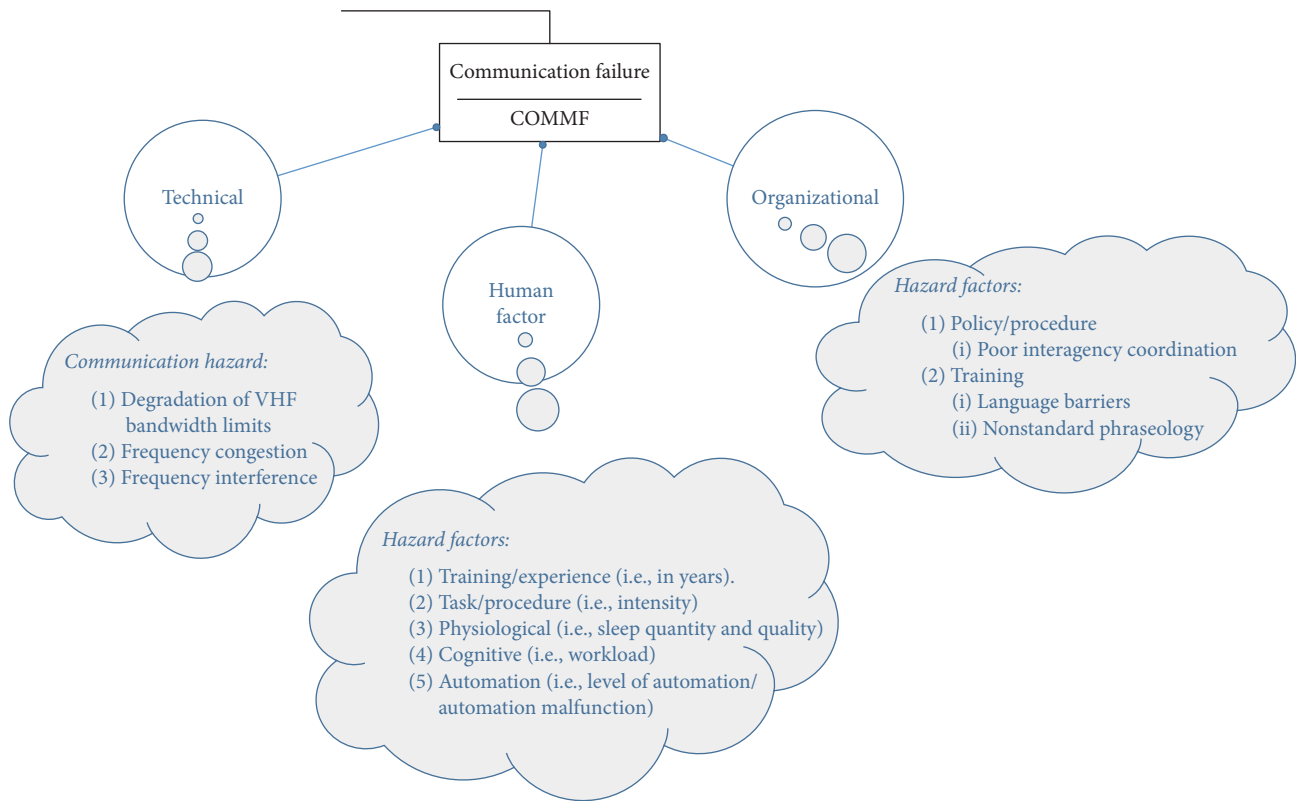 Communication failure
COMMF
Technical
Human
factor
Organizational
Communication hazard:
(1) Degradation of VHF
bandwidth limits
(2) Frequency congestion
(3) Frequency interference
Hazard factors:
(1) Training/experience (i.e., in years).
(2) Task/procedure (i.e., intensity)
(3) Physiological (i.e., sleep quantity and quality)
(4) Cognitive (i.e., workload)
(5) Automation (i.e., level of automation/
automation malfunction)
Hazard factors:
(1) Policy/procedure
(i) Poor interagency coordination
(2) Training
(i) Language barriers
(ii) Nonstandard phraseology